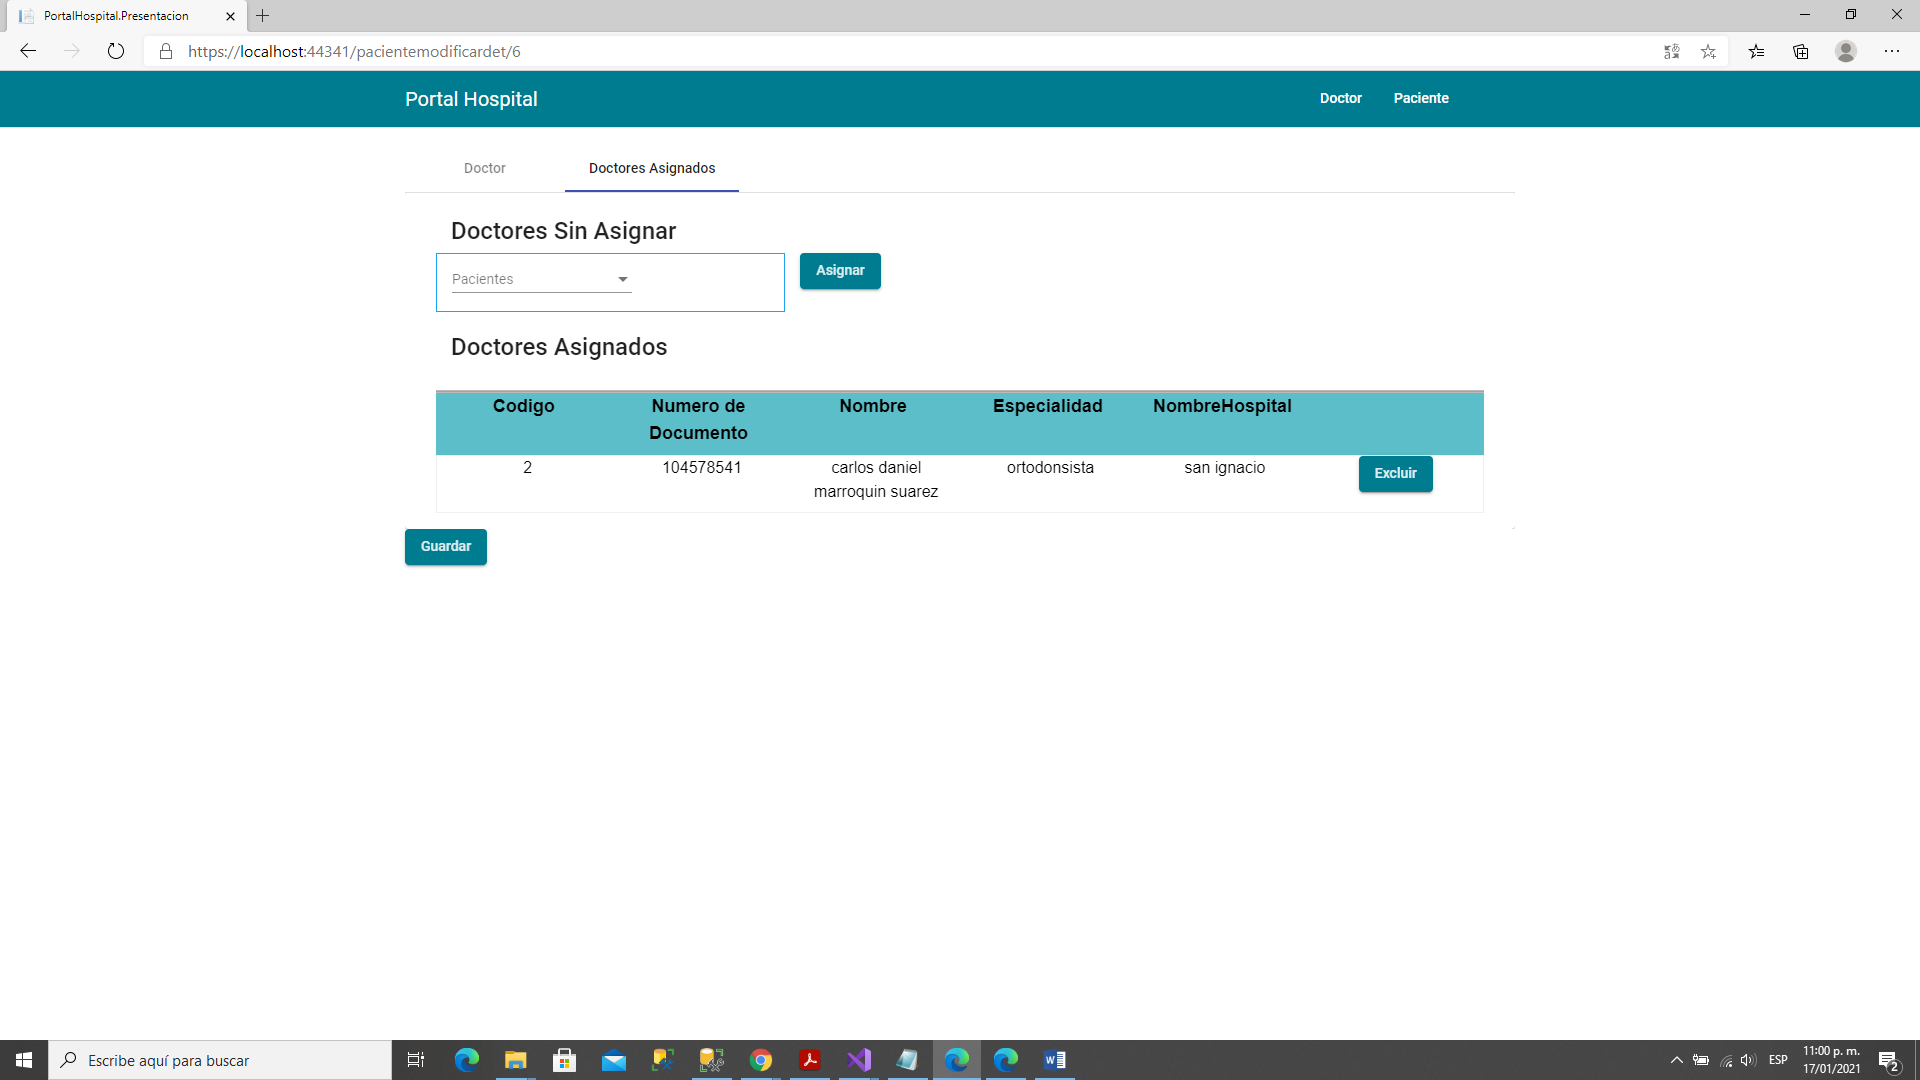 PortalHospital.Presentacion
https://localhost:44341/pacientemodificardet/6
Portal Hospital
Doctor
Paciente
Doctor
Doctores Asignados
Doctores Sin Asignar
Pacientes
Asignar
Doctores Asignados
Codigo
Numero de
Documento
Nombre
Especialidad
NombreHospital
2
104578541
carlos daniel
marroquin suarez
ortodonsista
san ignacio
Excluir
Guardar
Escribe aquí para buscar
ESP
11:00 p. m.
17/01/2021
2